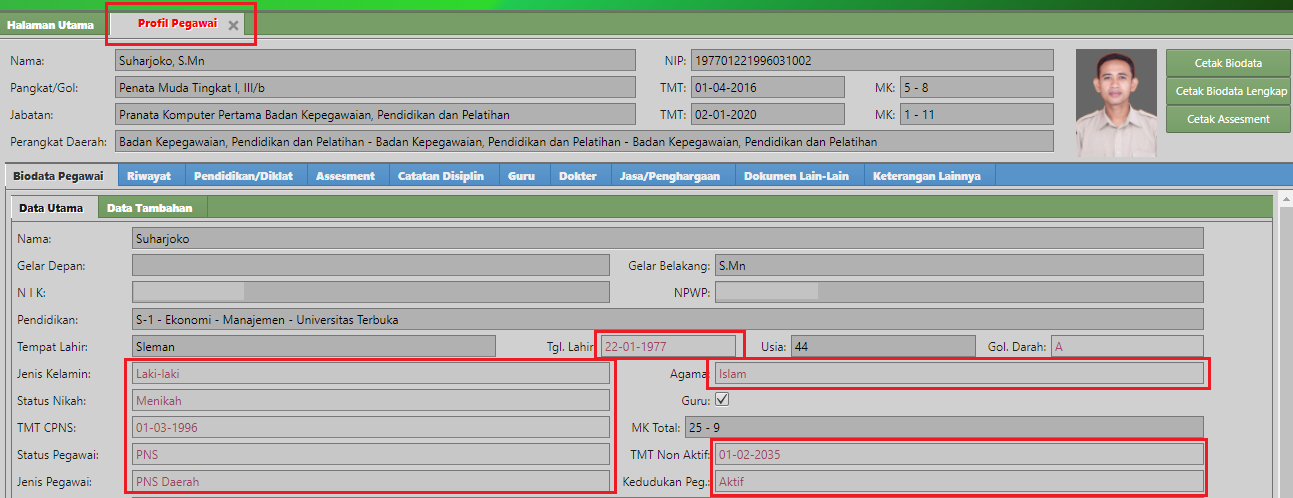 Halaman Utama Profil Pegawai
Nama: Suharjoko, S.Mn NIP: 197701221996031002 Cetak Biodata
Pangkat/Gol: Penata Muda Tingkat I, III/b TMT: 01-04-2016 MK: 5 - 8 Cetak Biodata Lengkap
Jabatan: Pranata Komputer Pertama Badan Kepegawaian, Pendidikan dan Pelatihan TMT: 02-01-2020 MK: 1 - 11 Cetak Assesment
Perangkat Daerah: Badan Kepegawaian, Pendidikan dan Pelatihan - Badan Kepegawaian, Pendidikan dan Pelatihan - Badan Kepegawaian, Pendidikan dan Pelatihan
Biodata Pegawai Riwayat Pendidikan/Diklat Assesment Catatan Disiplin Guru Dokter Jasa/Penghargaan Dokumen Lain-Lain Keterangan Lainnya
Data Utama Data Tambahan
Nama: Suharjoko
Gelar Depan: Gelar Belakang: S.Mn
N I K: NPWP:
Pendidikan: S-1 - Ekonomi - Manajemen - Universitas Terbuka
Tempat Lahir: Sleman Tgl. Lahir 22-01-1977 Usia: 44 Gol. Darah: A
Jenis Kelamin: Laki-laki Agama: Islam
Status Nikah: Menikah Guru:
TMT CPNS: 01-03-1996 MK Total: 25 - 9
Status Pegawai: PNS TMT Non Aktif: 01-02-2035
Jenis Pegawai: PNS Daerah Kedudukan Peg.: Aktif